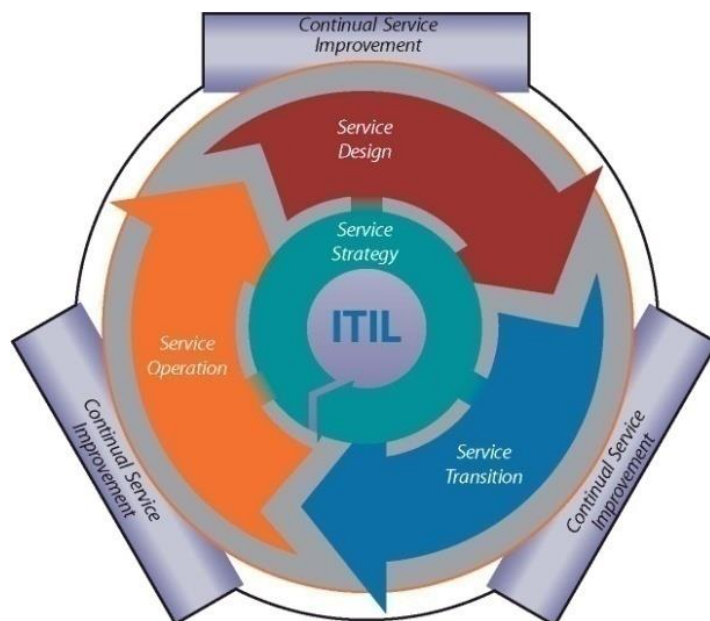 Continual Service
Improvement
Service
Design
Service
Strategy
ITIL
Service
Operation
Service
Transition
Continual Service
Improvement
Continual Service
Improvement